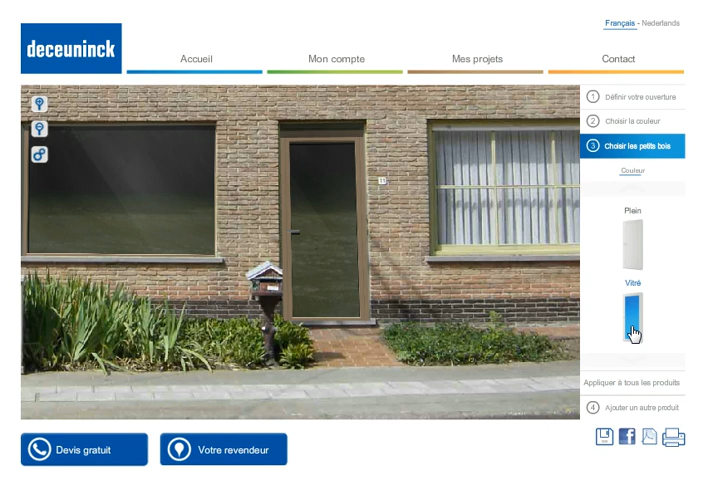 Français - Nederlands
deceuninck
Accueil
Mon compte
Mes projets
Contact
1 Définir votre ouverture
2 Choisir la couleur
3 Choisir les petits bois
Couleur
Plein
Vitré
Appliquer à tous les produits
4 Ajouter un autre produit
Devis gratuit
Votre revendeur